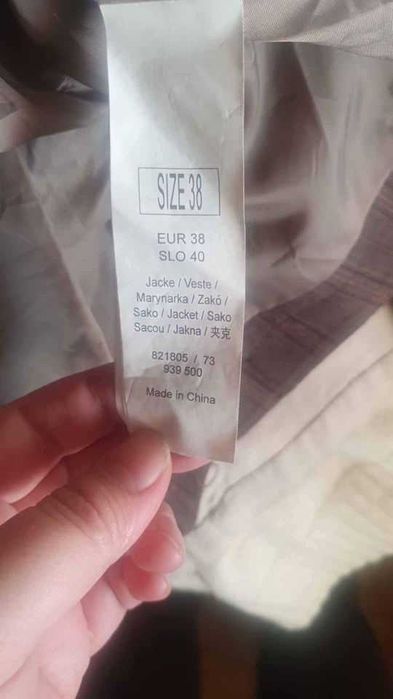 SIZE 38
EUR 38
SLO 40
Jacke / Veste /
Marynarka / Zakó /
Sako / Jacket / Sako
Sacou / Jakna / 夹克
821805 / 73
939 500
Made in China